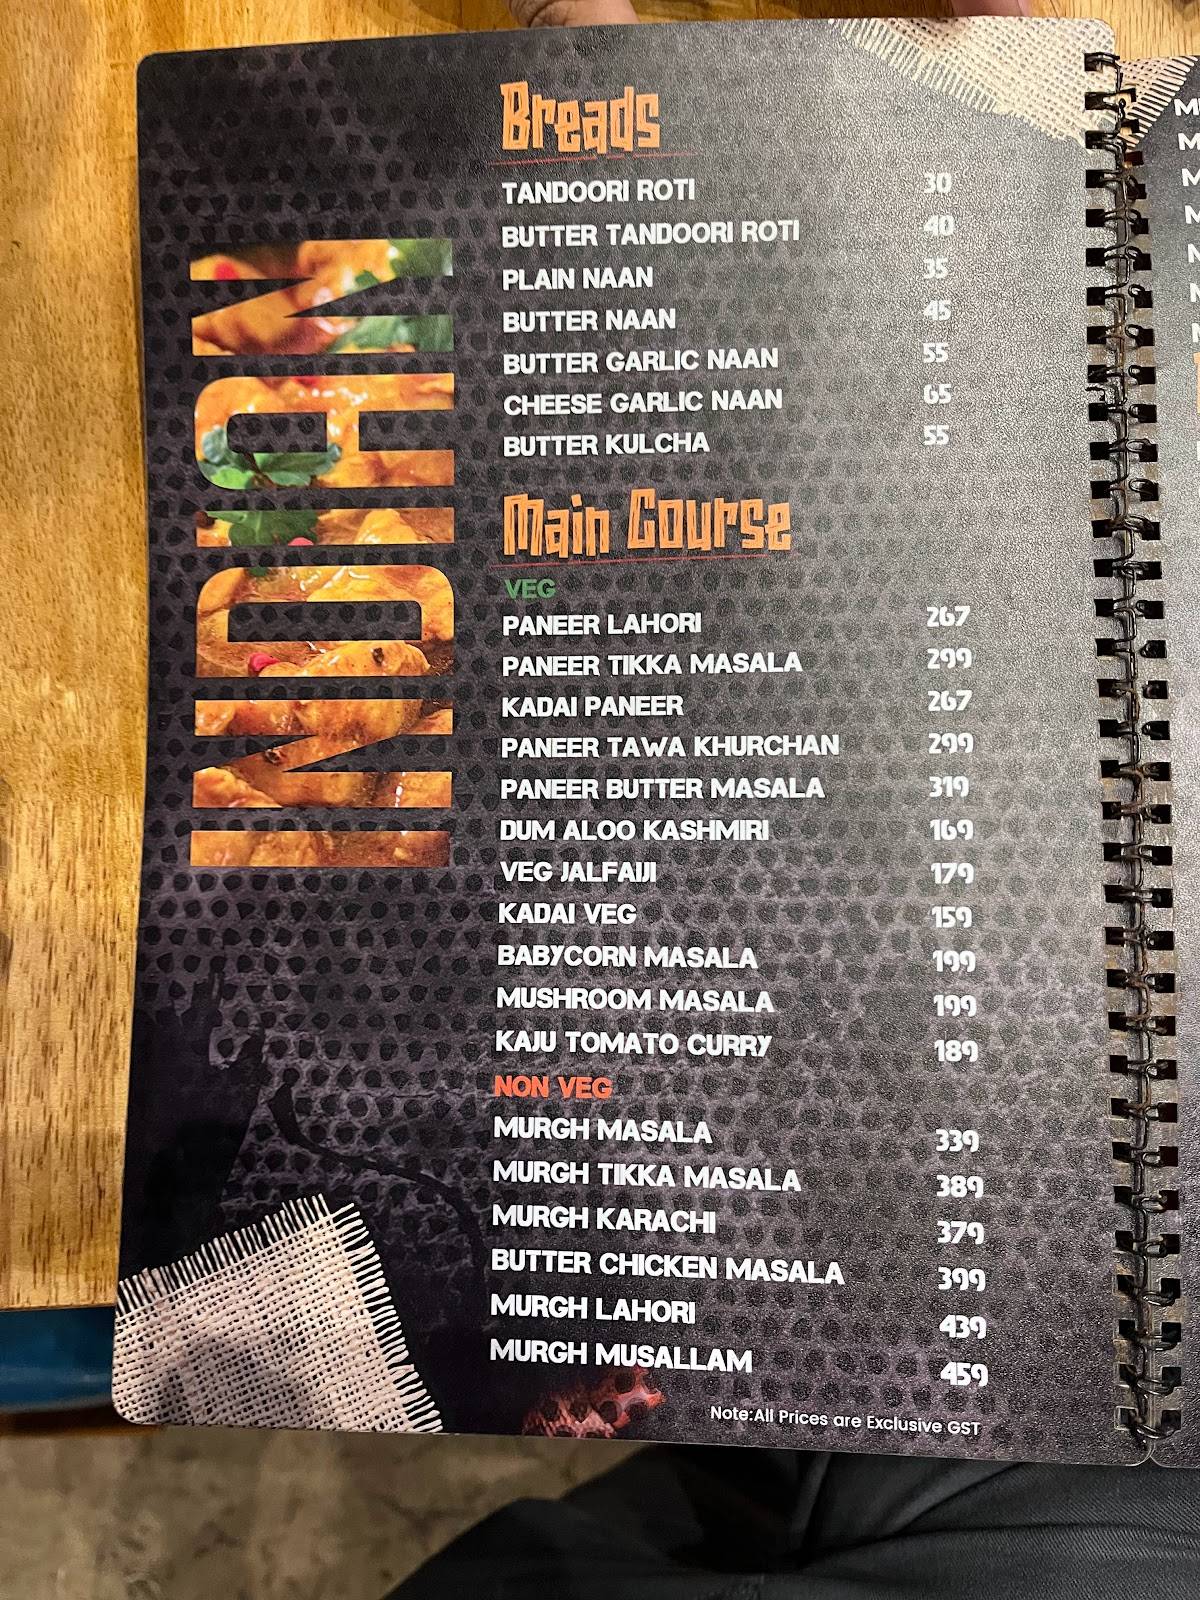 INDIAN
Breads
TANDOORI ROTI 30
BUTTER TANDOORI ROTI 40
PLAIN NAAN 35
BUTTER NAAN 45
BUTTER GARLIC NAAN 55
CHEESE GARLIC NAAN 65
BUTTER KULCHA 55
Main Course
VEG
PANEER LAHORI 267
PANEER TIKKA MASALA 299
KADAI PANEER 267
PANEER TAWA KHURCHAN 299
PANEER BUTTER MASALA 319
DUM ALOO KASHMIRI 169
VEG JALFAIJI 179
KADAI VEG 159
BABYCORN MASALA 199
MUSHROOM MASALA 199
KAJU TOMATO CURRY 189
NON VEG
MURGH MASALA 339
MURGH TIKKA MASALA 389
MURGH KARACHI 379
BUTTER CHICKEN MASALA 399
MURGH LAHORI 439
MURGH MUSALLAM 459
Note:All Prices are Exclusive GST